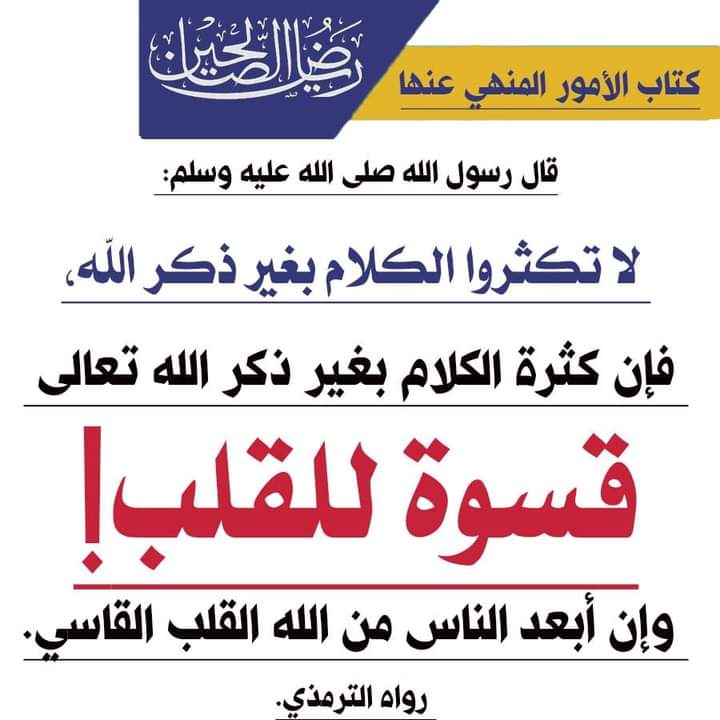 رياض الصالحين
كتاب الأمور المنهي عنها
قال رسول الله صلى الله عليه وسلم:
لا تكثروا الكلام بغير ذكر الله،
فإن كثرة الكلام بغير ذكر الله تعالى
قسوة للقلب!
وإن أبعد الناس من الله القلب القاسي.
رواه الترمذي.